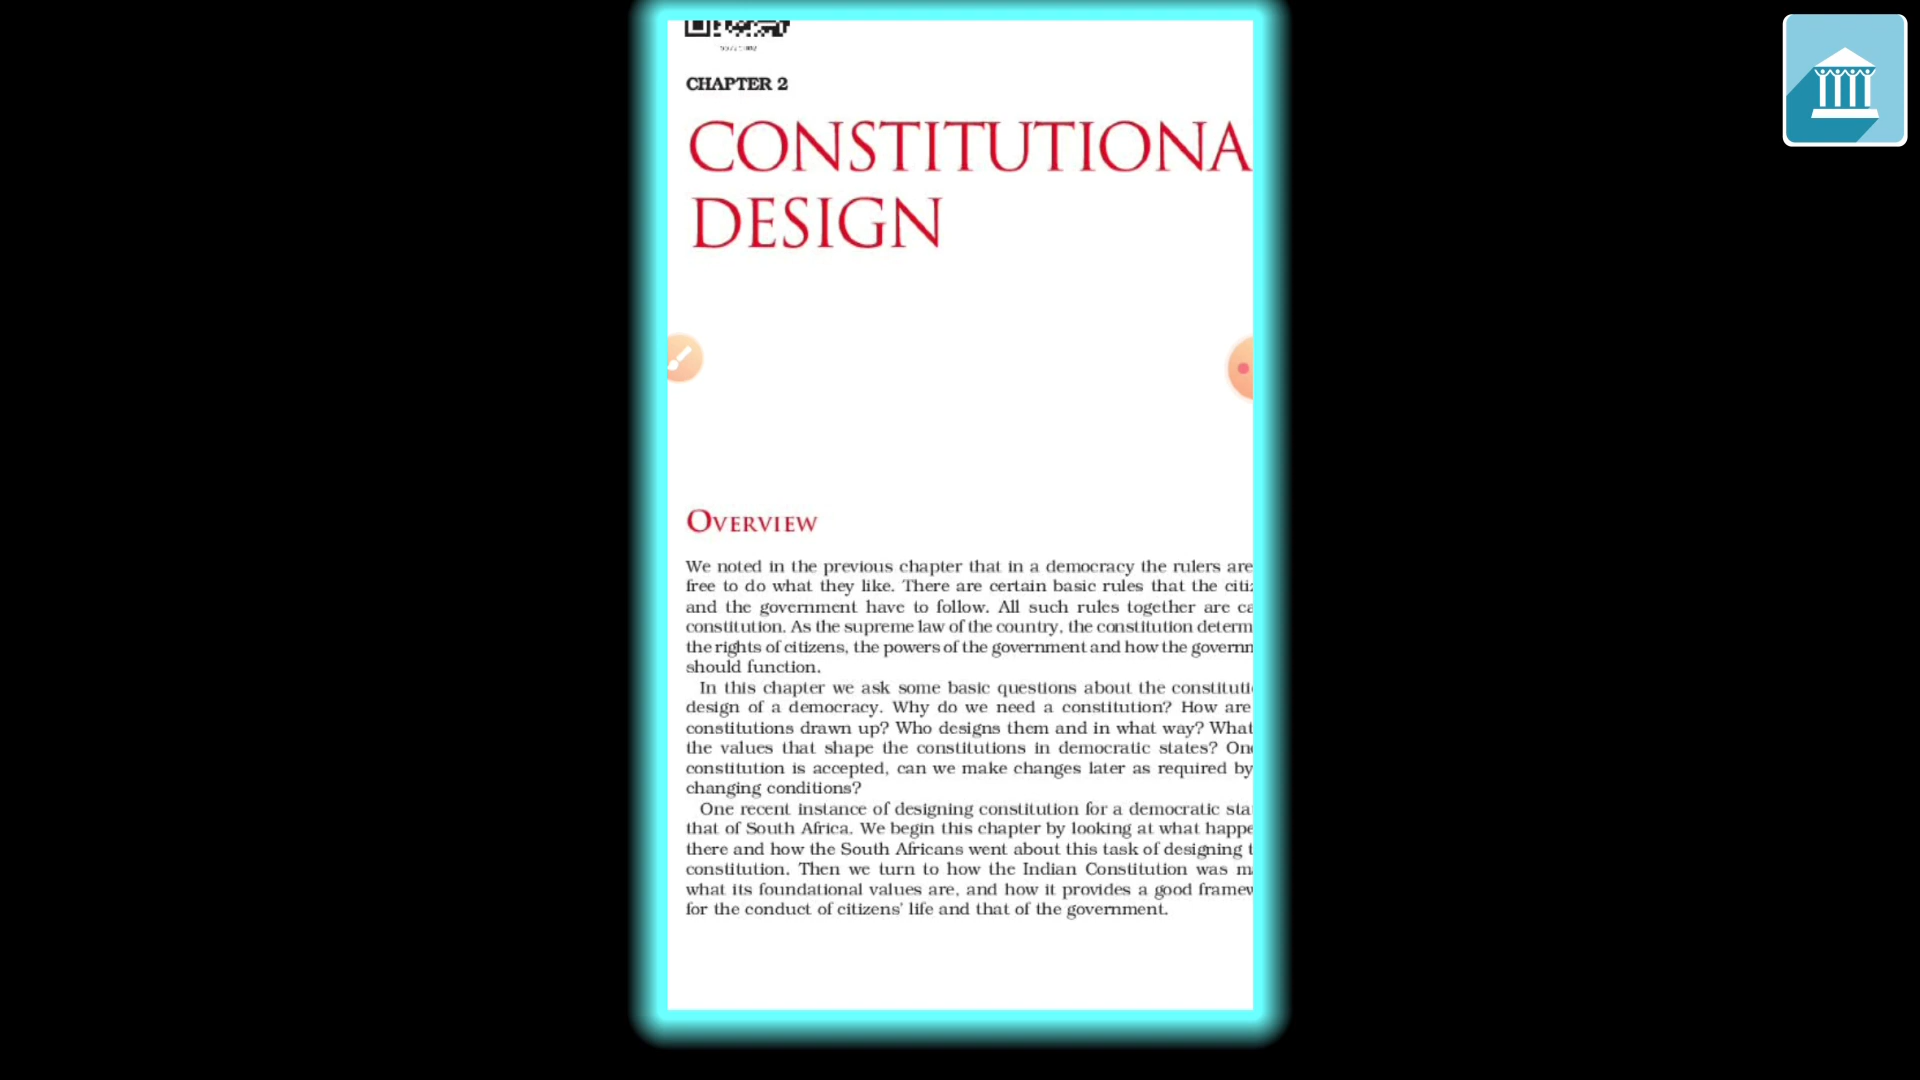 CHAPTER 2
CONSTITUTIONA
DESIGN
OVERVIEW
We noted in the previous chapter that in a democracy the rulers are
free to do what they like. There are certain basic rules that the citi
and the government have to follow. All such rules together are ca
constitution. As the supreme law of the country, the constitution determ
the rights of citizens, the powers of the government and how the govern
should function.
In this chapter we ask some basic questions about the constituti
design of a democracy. Why do we need a constitution? How are
constitutions drawn up? Who designs them and in what way? What
the values that shape the constitutions in democratic states? On
constitution is accepted, can we make changes later as required by
changing conditions?
One recent instance of designing constitution for a democratic sta
that of South Africa. We begin this chapter by looking at what happe
there and how the South Africans went about this task of designing t
constitution. Then we turn to how the Indian Constitution was m
what its foundational values are, and how it provides a good frame
for the conduct of citizens' life and that of the government.